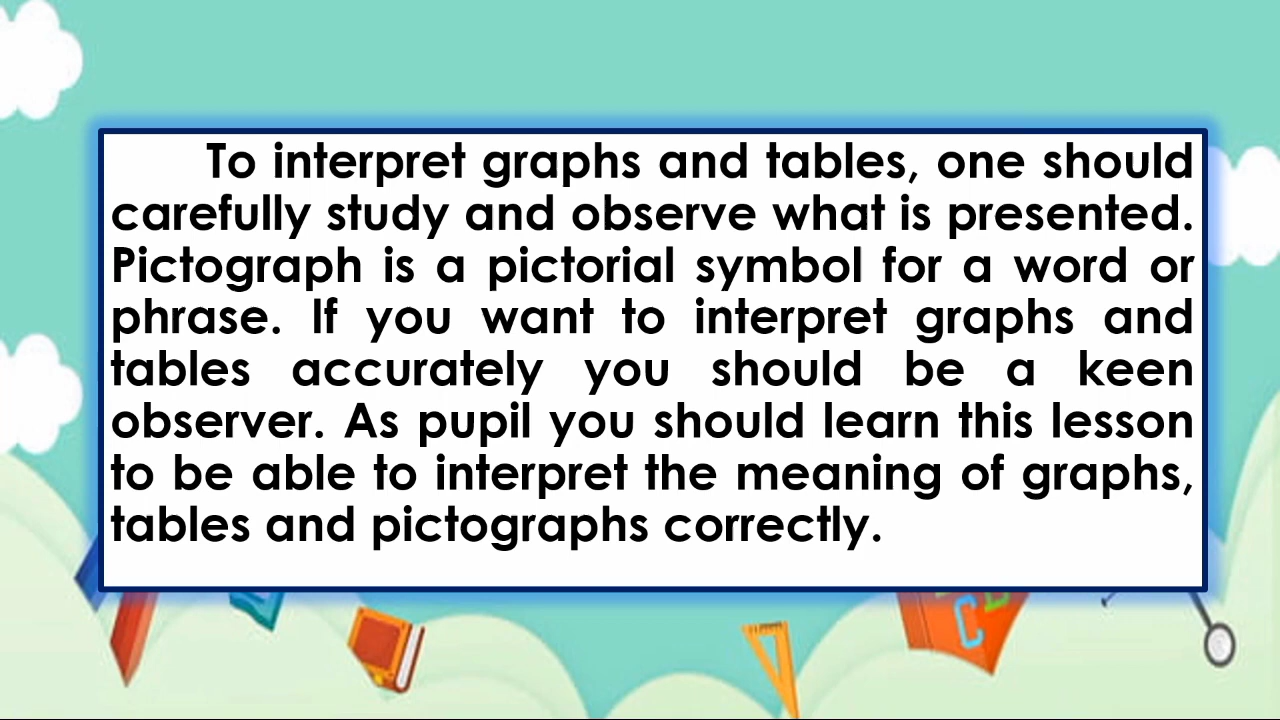 To interpret graphs and tables, one should
carefully study and observe what is presented.
Pictograph is a pictorial symbol for a word or
phrase. If you want to interpret graphs and
tables accurately you should be a keen
observer. As pupil you should learn this lesson
to be able to interpret the meaning of graphs,
tables and pictographs correctly.
C